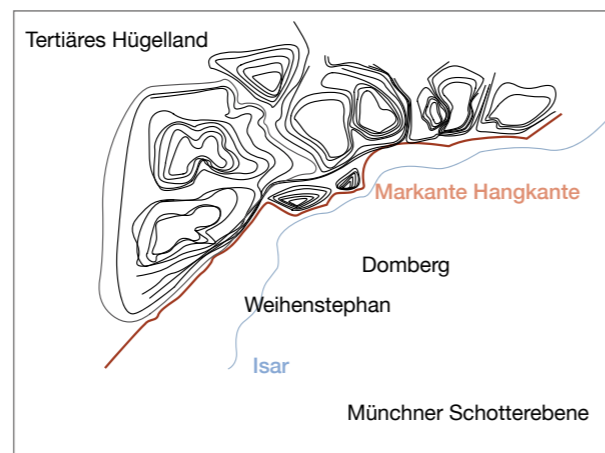 Tertiäres Hügelland
Markante Hangkante
Domberg
Weihenstephan
Isar
Münchner Schotterebene